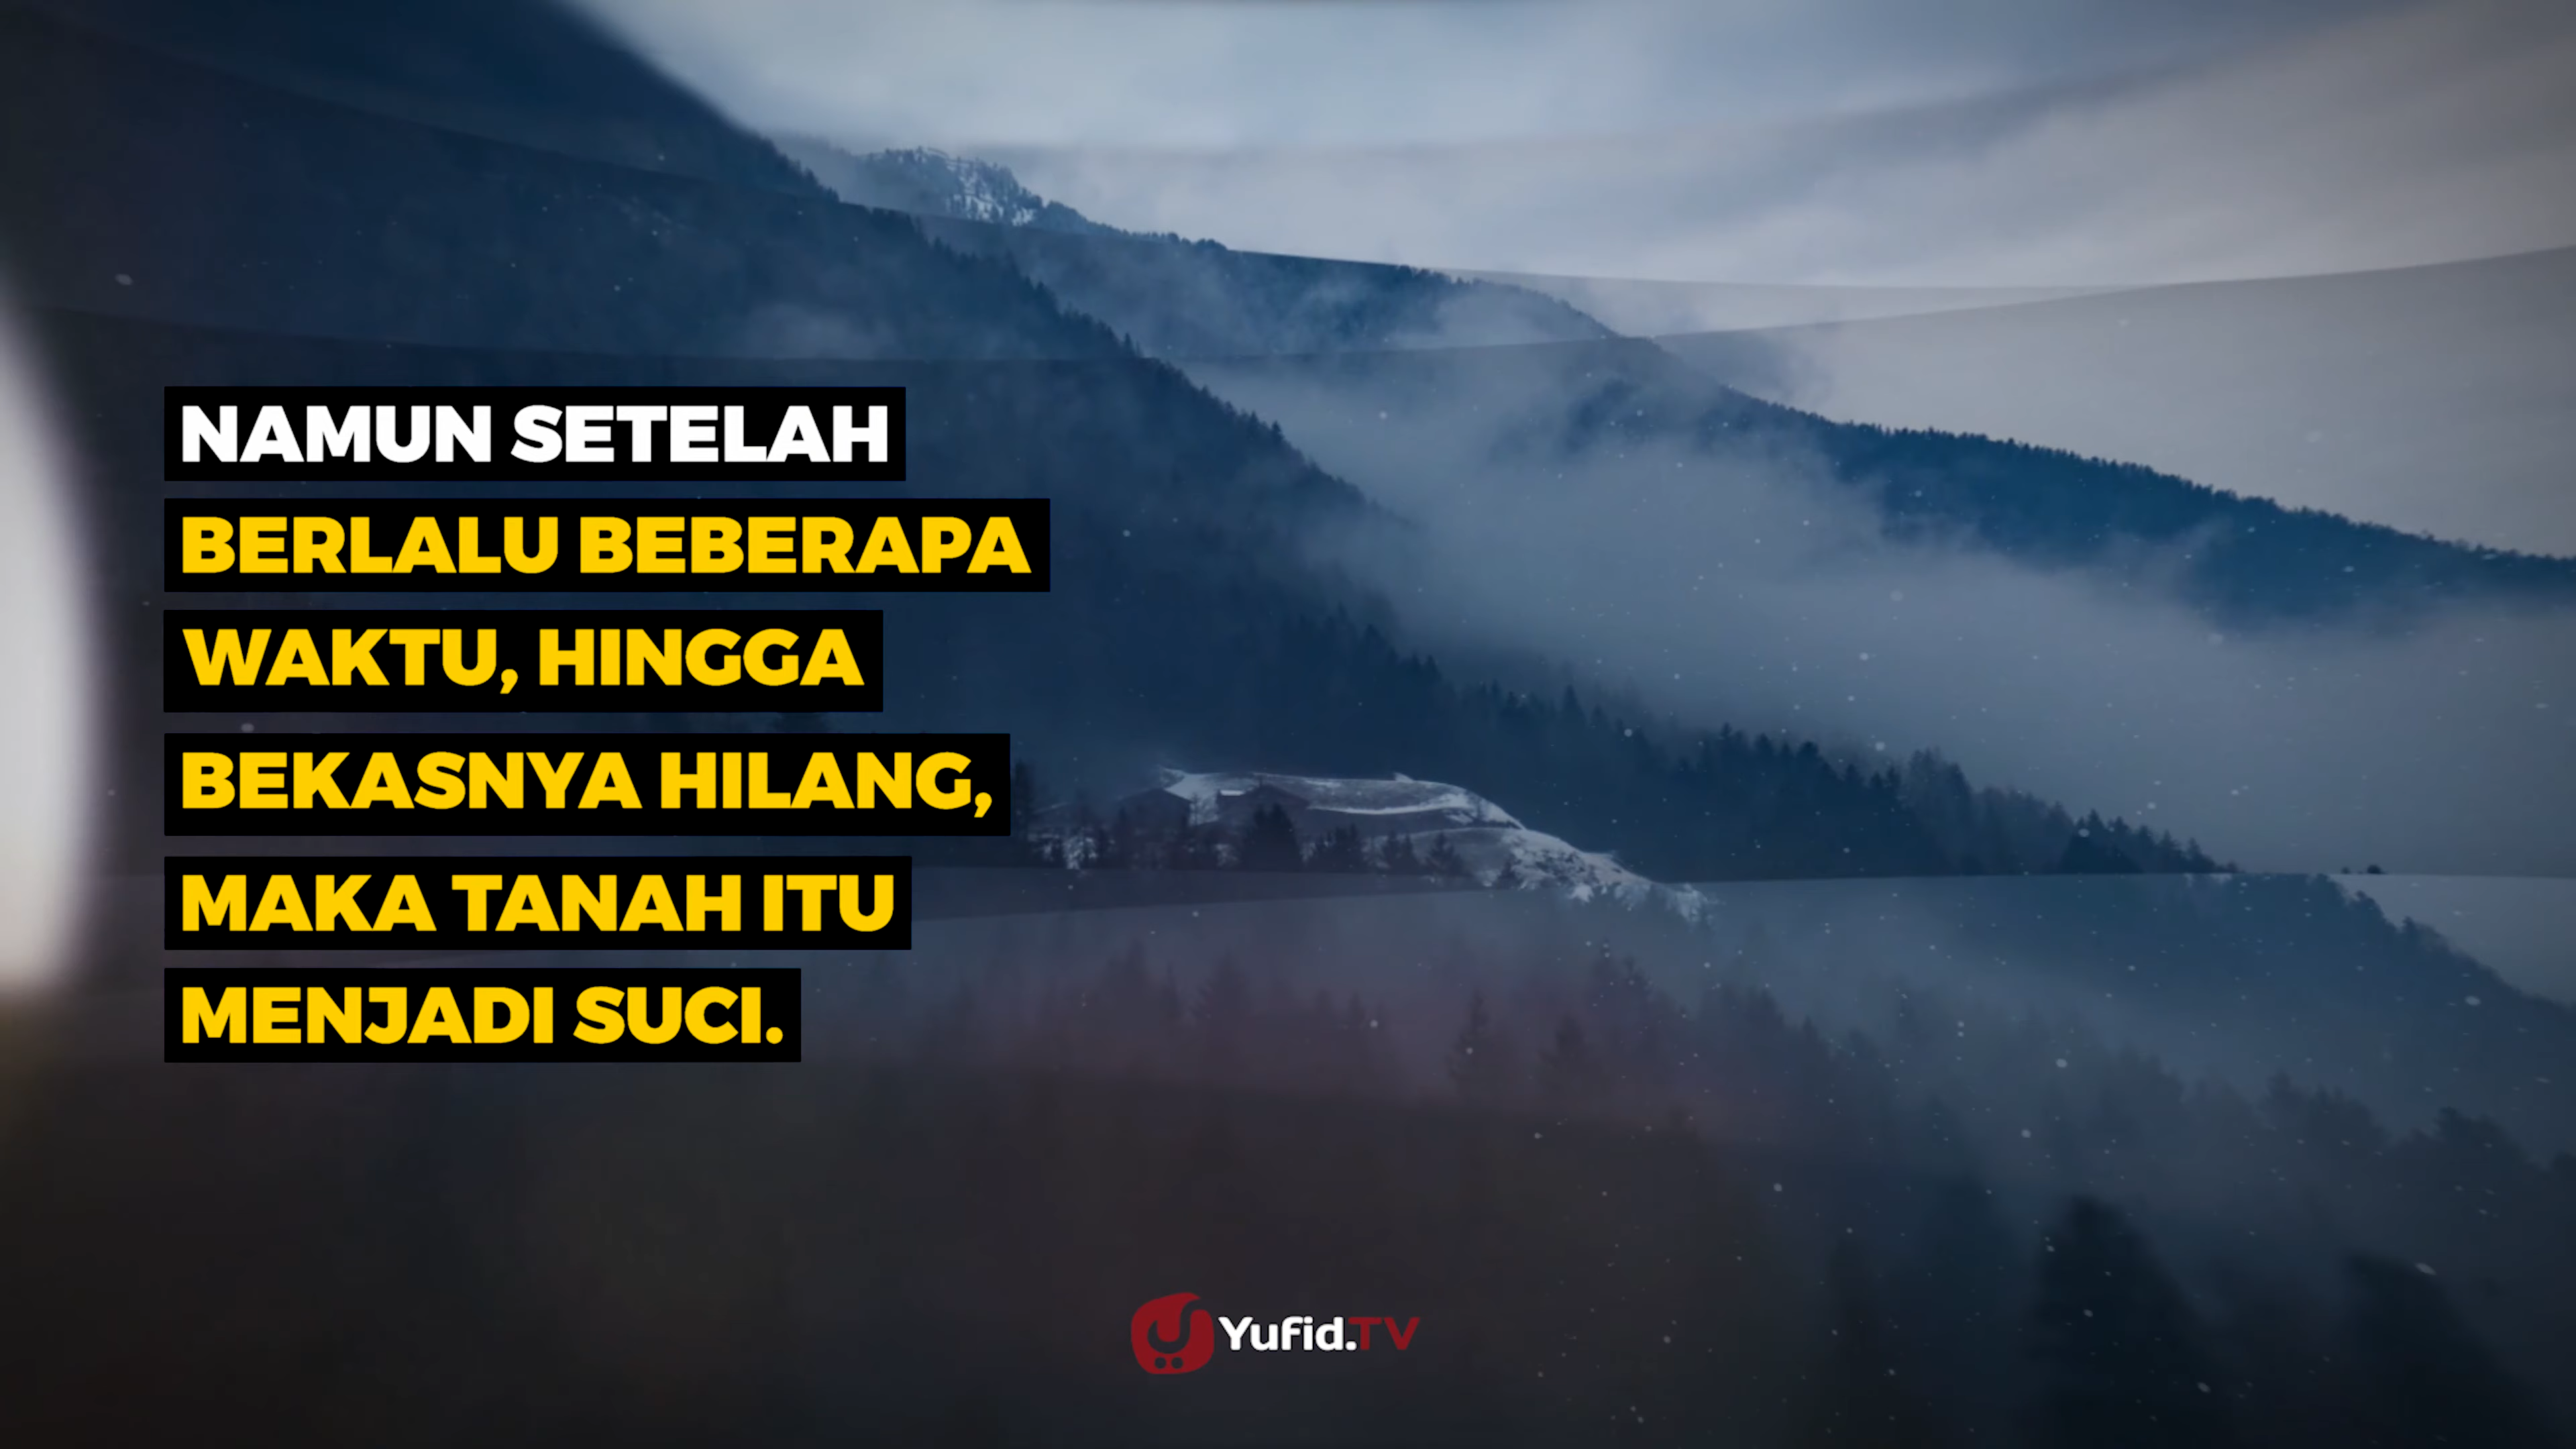 NAMUN SETELAH
BERLALU BEBERAPA
WAKTU, HINGGA
BEKASNYA HILANG,
MAKA TANAH ITU
MENJADI SUCI.
Yufid.TV